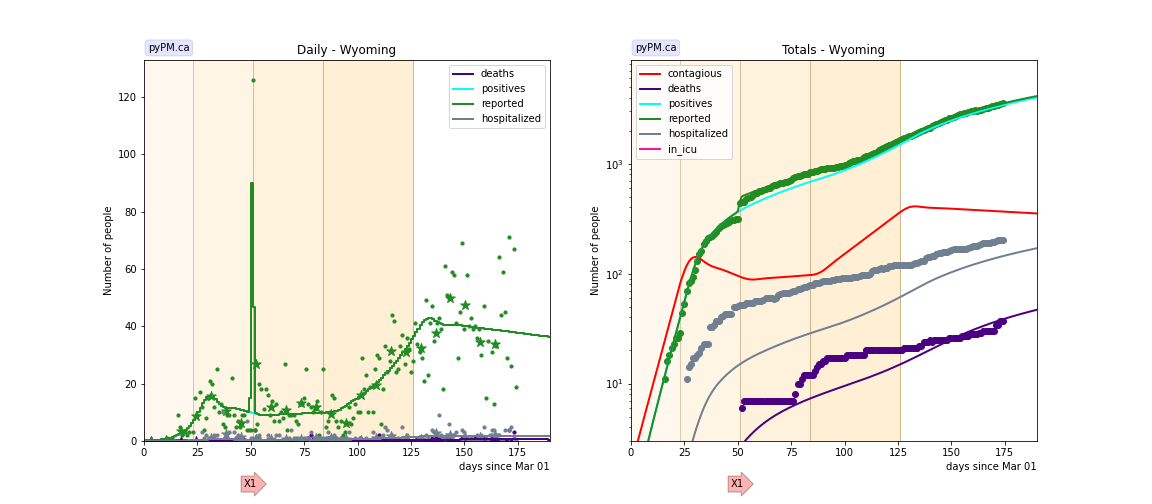 pyPM.ca
Daily - Wyoming
deaths
positives
reported
hospitalized
Number of people
120
100
80
60
40
20
0
0 25 50 75 100 125 150 175
days since Mar 01
X1
pyPM.ca
Totals - Wyoming
contagious
deaths
positives
reported
hospitalized
in_icu
Number of people
10³
10²
10¹
0 25 50 75 100 125 150 175
days since Mar 01
X1